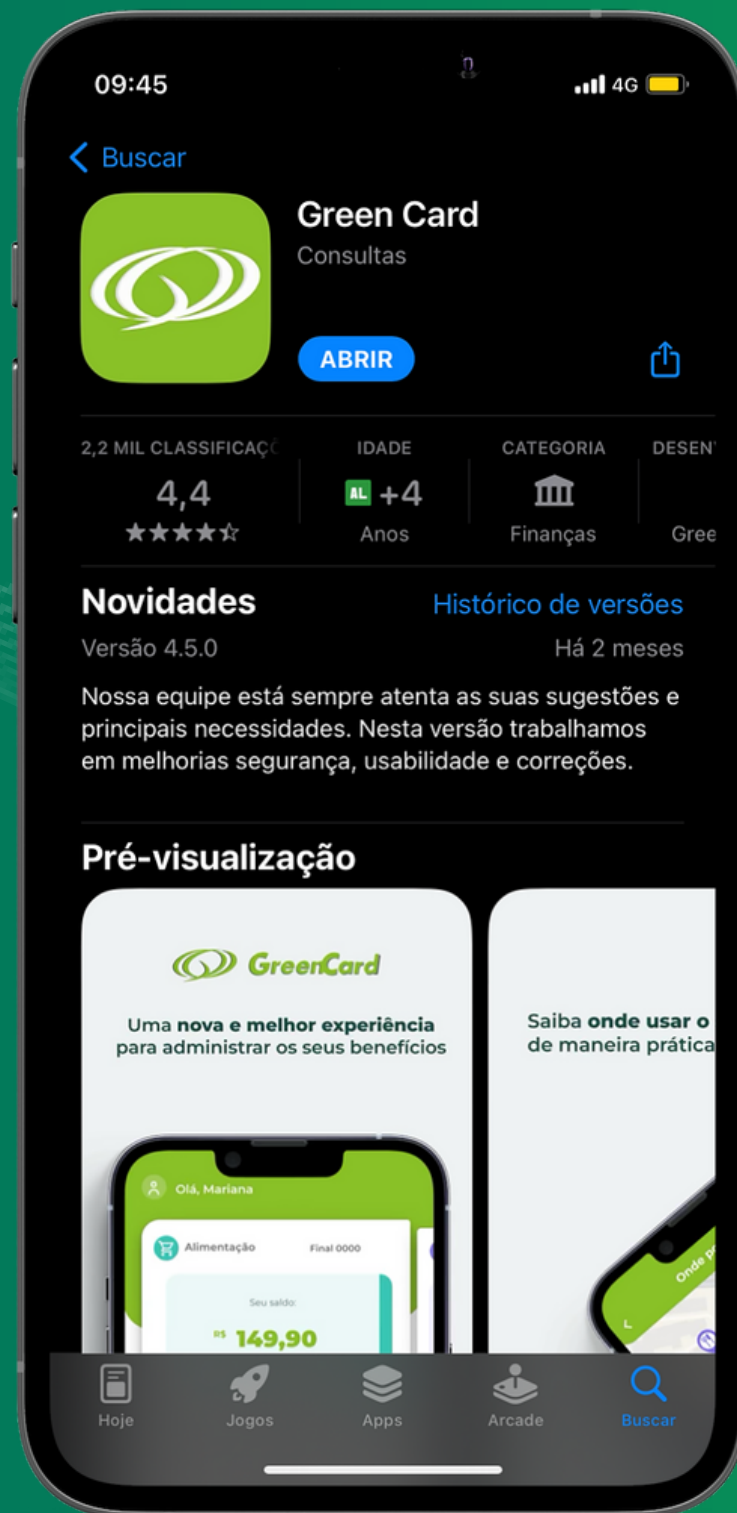 09:45
4G
Buscar
Green Card
Consultas
ABRIR
2,2 MIL CLASSIFICAÇÕ
4,4
IDADE
AL +4
Anos
CATEGORIA
Finanças
DESEN
Gree
Novidades
Histórico de versões
Versão 4.5.0
Há 2 meses
Nossa equipe está sempre atenta as suas sugestões e
principais necessidades. Nesta versão trabalhamos
em melhorias segurança, usabilidade e correções.
Pré-visualização
GreenCard
Uma nova e melhor experiência
para administrar os seus benefícios
Olá, Mariana
Alimentação
Final 0000
Seu saldo:
R$ 149,90
Saiba onde usar o
de maneira prática
Onde po
Hoje
Jogos
Apps
Arcade
Buscar